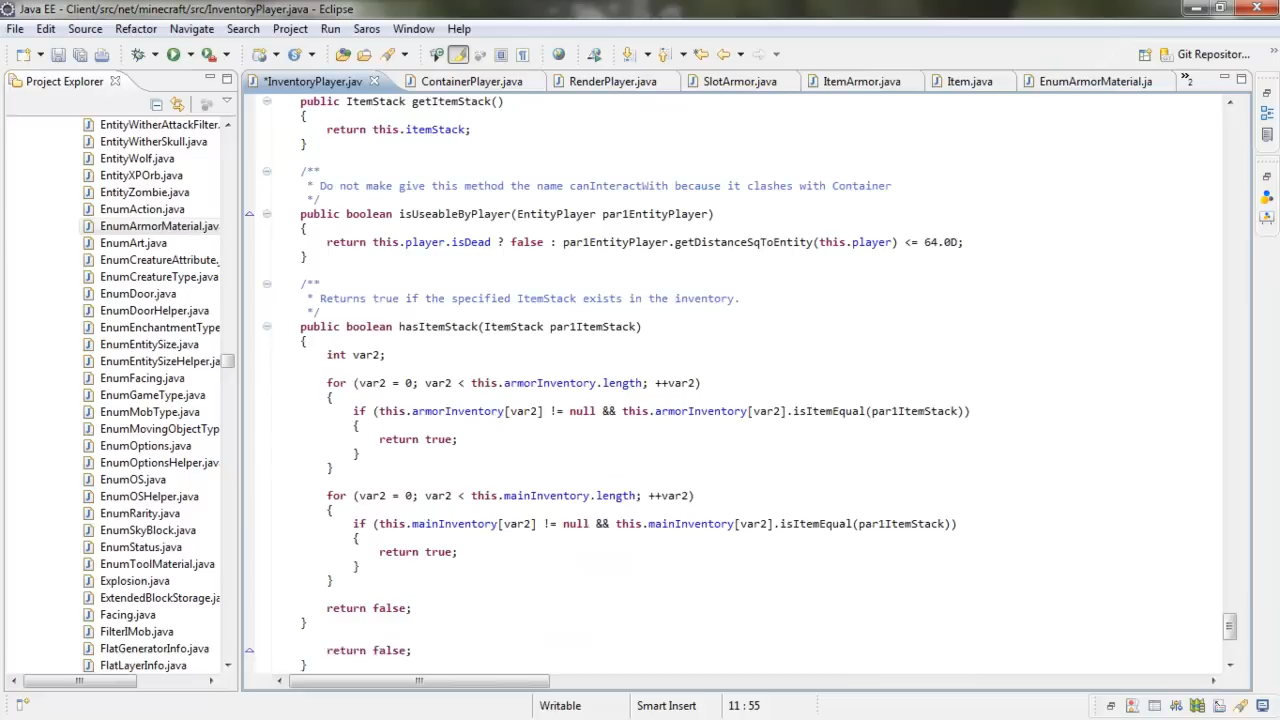 Java EE - Client/src/net/minecraft/src/InventoryPlayer.java - Eclipse
File Edit Source Refactor Navigate Search Project Run Saros Window Help
Git Repositor...
Project Explorer
*InventoryPlayer.jav ContainerPlayer.java RenderPlayer.java SlotArmor.java ItemArmor.java Item.java EnumArmorMaterial.ja »2
EntityWitherAttackFilter.
EntityWitherSkull.java
EntityWolf.java
EntityXPOrb.java
EntityZombie.java
EnumAction.java
EnumArmorMaterial.java
EnumArt.java
EnumCreatureAttribute.
EnumCreatureType.java
EnumDoor.java
EnumDoorHelper.java
EnumEnchantmentType
EnumEntitySize.java
EnumEntitySizeHelper.ja
EnumFacing.java
EnumGameType.java
EnumMobType.java
EnumMovingObjectTyp
EnumOptions.java
EnumOptionsHelper.jav
EnumOS.java
EnumOSHelper.java
EnumRarity.java
EnumSkyBlock.java
EnumStatus.java
EnumToolMaterial.java
Explosion.java
ExtendedBlockStorage.ja
Facing.java
FilterIMob.java
FlatGeneratorInfo.java
FlatLayerInfo.java
public ItemStack getItemStack()
{
return this.itemStack;
}
/**
* Do not make give this method the name canInteractWith because it clashes with Container
*/
public boolean isUseableByPlayer(EntityPlayer par1EntityPlayer)
{
return this.player.isDead ? false : par1EntityPlayer.getDistanceSqToEntity(this.player) <= 64.0D;
}
/**
* Returns true if the specified ItemStack exists in the inventory.
*/
public boolean hasItemStack(ItemStack par1ItemStack)
{
int var2;
for (var2 = 0; var2 < this.armorInventory.length; ++var2)
{
if (this.armorInventory[var2] != null && this.armorInventory[var2].isItemEqual(par1ItemStack))
{
return true;
}
}
for (var2 = 0; var2 < this.mainInventory.length; ++var2)
{
if (this.mainInventory[var2] != null && this.mainInventory[var2].isItemEqual(par1ItemStack))
{
return true;
}
}
return false;
}
return false;
}
Writable Smart Insert 11 : 55